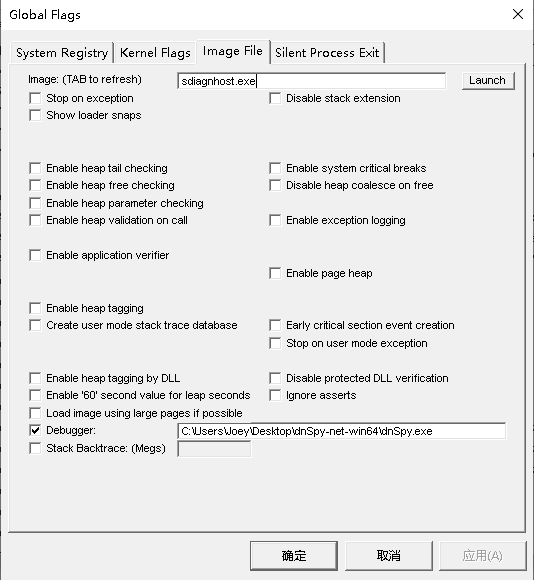 Global Flags
System Registry Kernel Flags Image File Silent Process Exit
Image: (TAB to refresh) sdiagnhost.exe Launch
Stop on exception Disable stack extension
Show loader snaps
Enable heap tail checking Enable system critical breaks
Enable heap free checking Disable heap coalesce on free
Enable heap parameter checking
Enable heap validation on call Enable exception logging
Enable application verifier
Enable page heap
Enable heap tagging
Create user mode stack trace database Early critical section event creation
Stop on user mode exception
Enable heap tagging by DLL Disable protected DLL verification
Enable '60' second value for leap seconds Ignore asserts
Load image using large pages if possible
Debugger: C:\Users\Joey\Desktop\dnSpy-net-win64\dnSpy.exe
Stack Backtrace: (Megs)
确定 取消 应用(A)